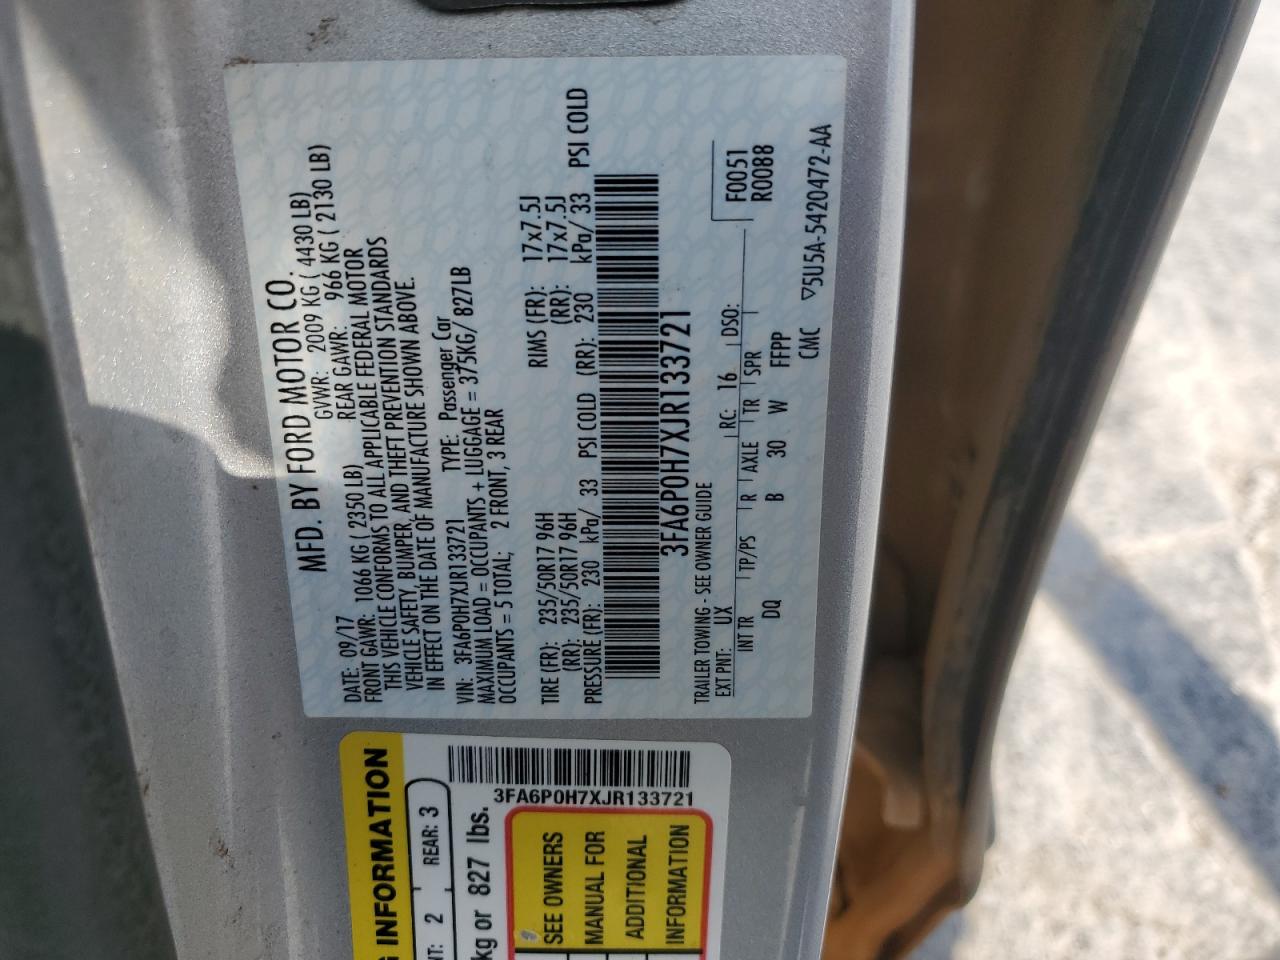 MFD. BY FORD MOTOR CO.
DATE: 09/17 GVWR: 2009 KG ( 4430 LB)
FRONT GAWR: 1066 KG ( 2350 LB) REAR GAWR: 966 KG ( 2130 LB)
THIS VEHICLE CONFORMS TO ALL APPLICABLE FEDERAL MOTOR
VEHICLE SAFETY, BUMPER, AND THEFT PREVENTION STANDARDS
IN EFFECT ON THE DATE OF MANUFACTURE SHOWN ABOVE.
VIN: 3FA6P0H7XJR133721 TYPE: Passenger Car
MAXIMUM LOAD = OCCUPANTS + LUGGAGE = 375KG/ 827LB
OCCUPANTS = 5 TOTAL; 2 FRONT, 3 REAR
TIRE (FR): 235/50R17 96H RIMS (FR): 17x7.5J
(RR): 235/50R17 96H (RR): 17x7.5J
PRESSURE (FR): 230 kPa/ 33 PSI COLD (RR): 230 kPa/ 33 PSI COLD
3FA6P0H7XJR133721
TRAILER TOWING - SEE OWNER GUIDE F0051
R0088
EXT PNT: UX RC: 16 DSO:
INT TR TP/PS R AXLE TR SPR
DQ B 30 W FFPP
CMC ▽5U5A-5420472-AA
G INFORMATION
NT: 2 REAR: 3
kg or 827 lbs.
3FA6P0H7XJR133721
SEE OWNERS
MANUAL FOR
ADDITIONAL
INFORMATION